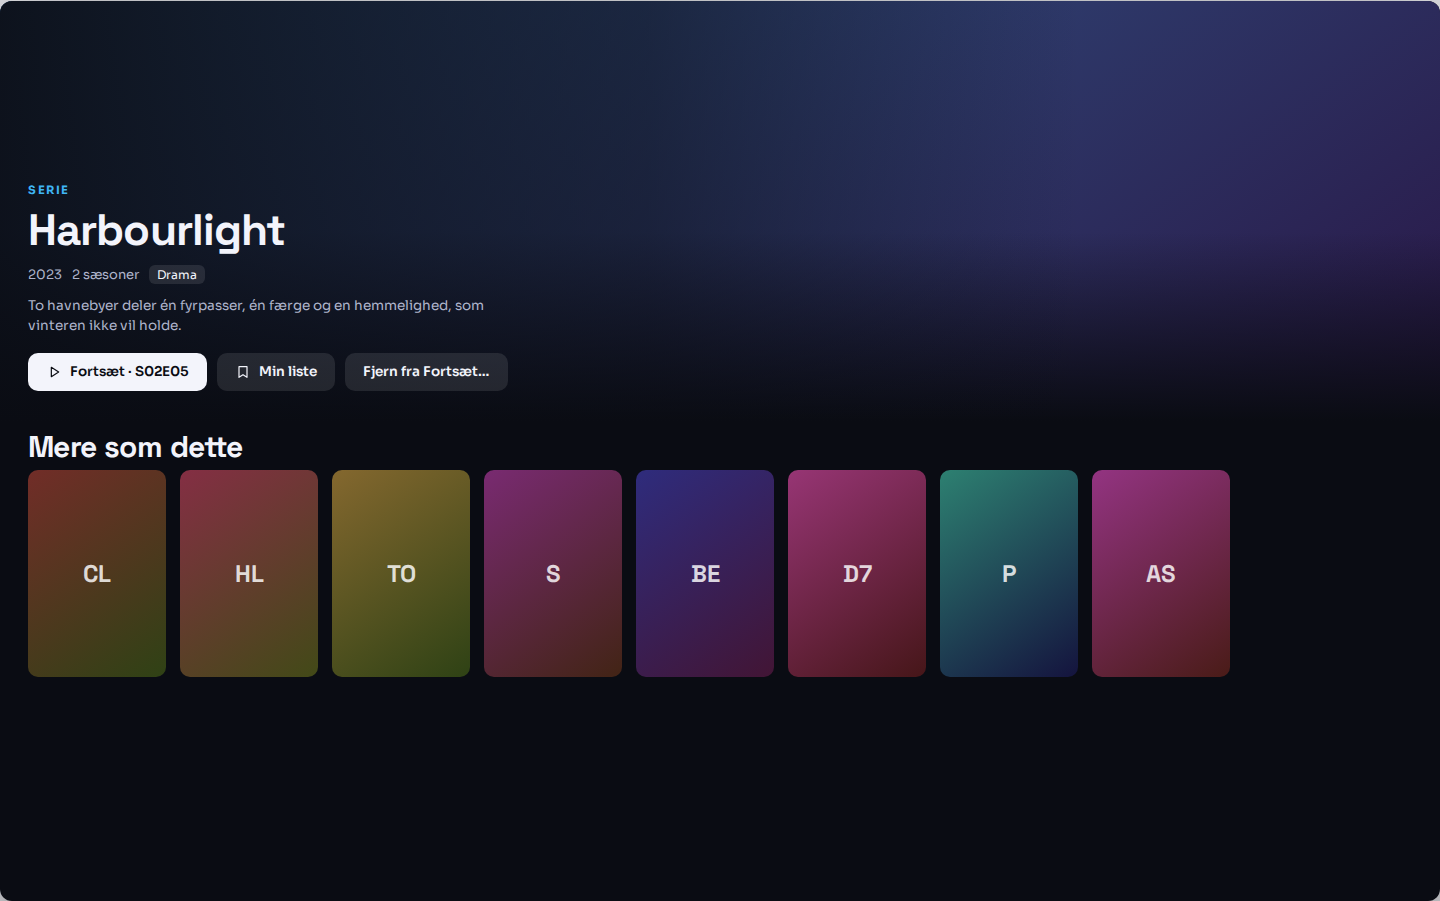 SERIE
Harbourlight
2023 2 sæsoner Drama
To havnebyer deler én fyrpasser, én færge og en hemmelighed, som
vinteren ikke vil holde.
Fortsæt · S02E05 Min liste Fjern fra Fortsæt...
Mere som dette
CL HL TO S BE D7 P AS